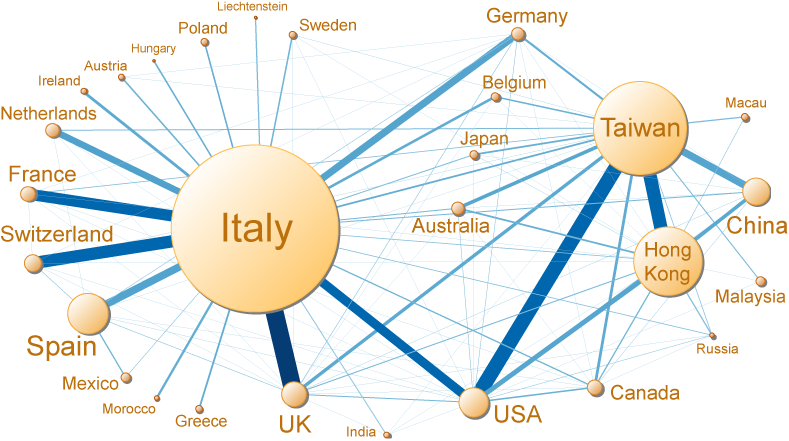 Liechtenstein
Germany
Poland
Sweden
Hungary
Austria
Ireland
Belgium
Netherlands
Macau
Taiwan
Japan
France
Italy
Australia
China
Switzerland
Hong
Kong
Malaysia
Spain
Russia
Mexico
Canada
Morocco
Greece
UK
USA
India